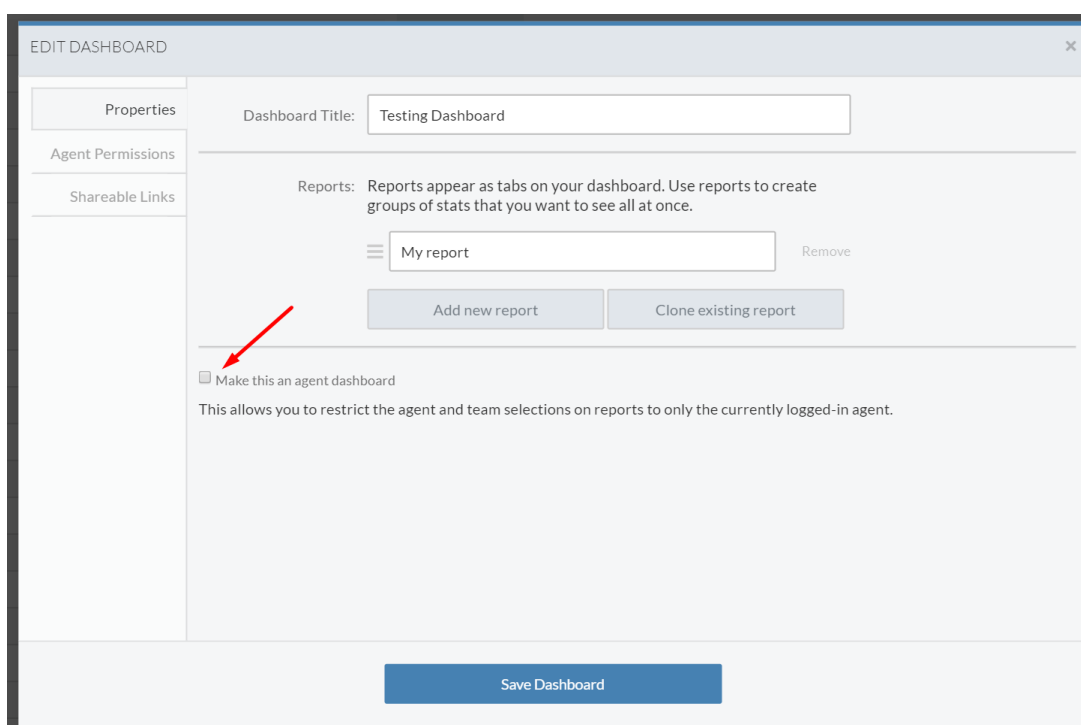 EDIT DASHBOARD
×
Properties
Agent Permissions
Shareable Links
Dashboard Title:
Testing Dashboard
Reports:
Reports appear as tabs on your dashboard. Use reports to create
groups of stats that you want to see all at once.
My report
Remove
Add new report
Clone existing report
Make this an agent dashboard
This allows you to restrict the agent and team selections on reports to only the currently logged-in agent.
Save Dashboard